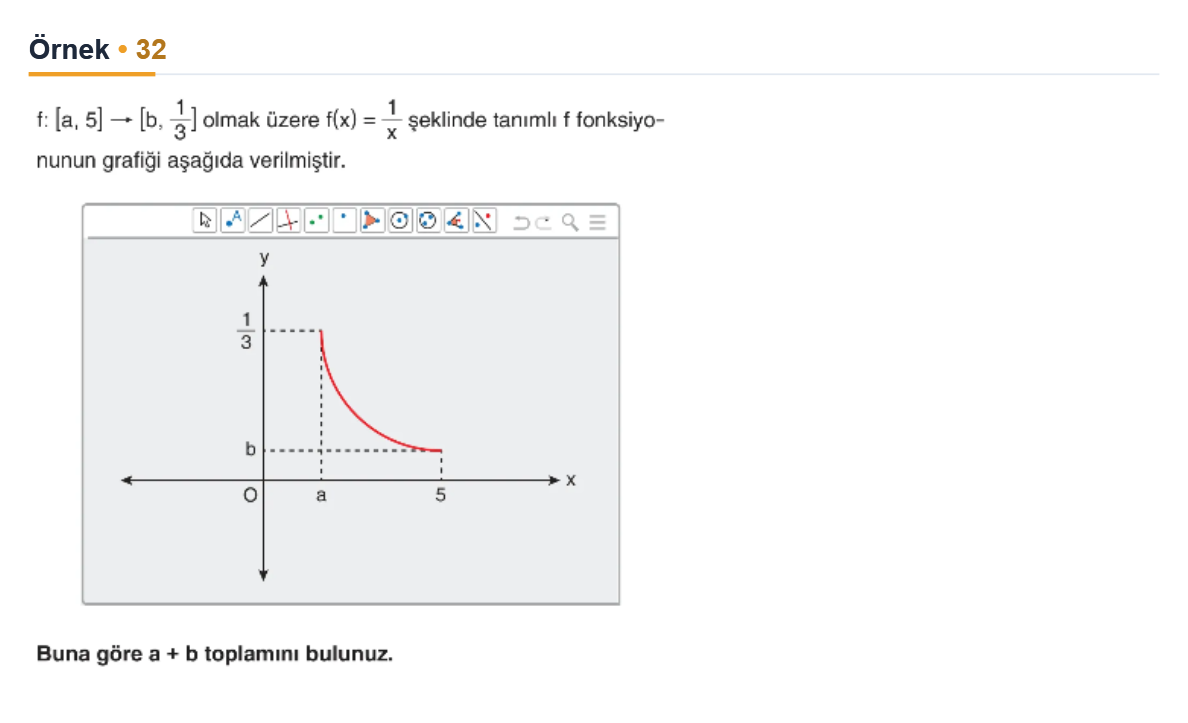 Örnek • 32
f: [a, 5] → [b, 1/3] olmak üzere f(x) = 1/x şeklinde tanımlı f fonksiyo-
nunun grafiği aşağıda verilmiştir.
A
y
1/3
b
O a 5 x
Buna göre a + b toplamını bulunuz.